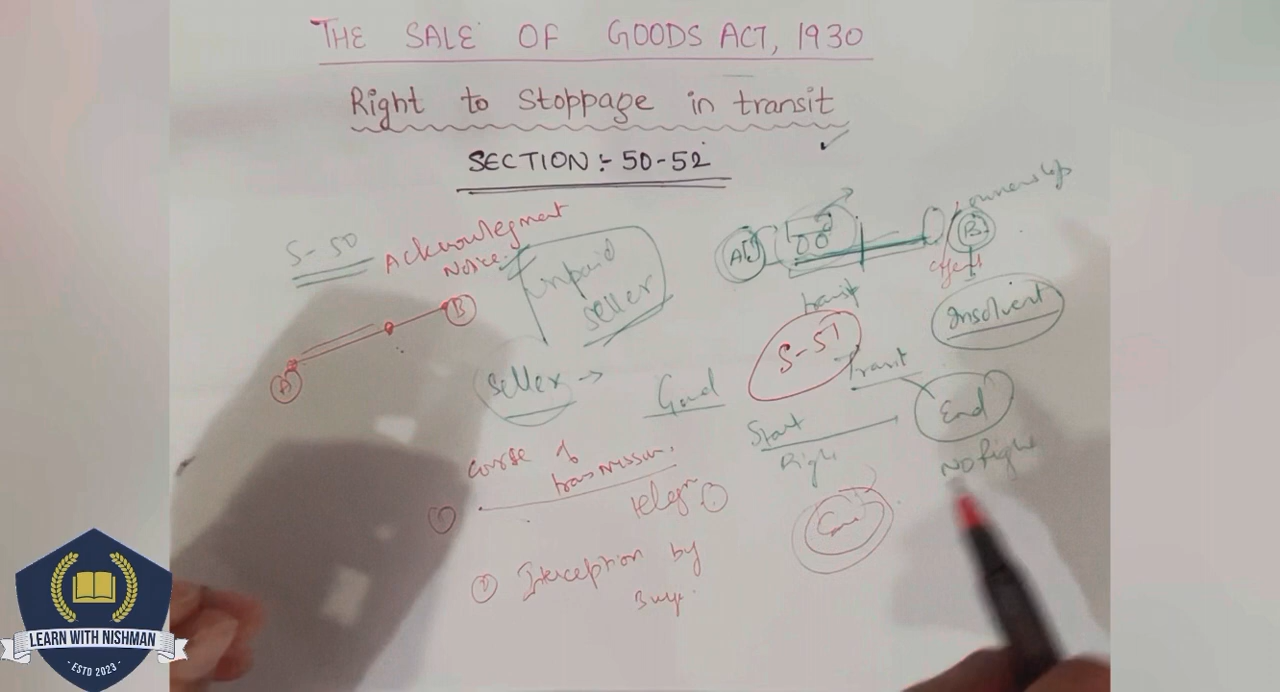 THE SALE OF GOODS ACT, 1930
Right to Stoppage in transit
SECTION :- 50-52
S-50
Acknowlegment
Notice
unpaid
seller
A
B
ownership
A
B
transit
Insolvent
S-51
Transit
seller →
Good
Start
End
Right
NO Right
Course of
transmission.
Interception by
LEARN WITH NISHMAN
· ESTD 2023 ·